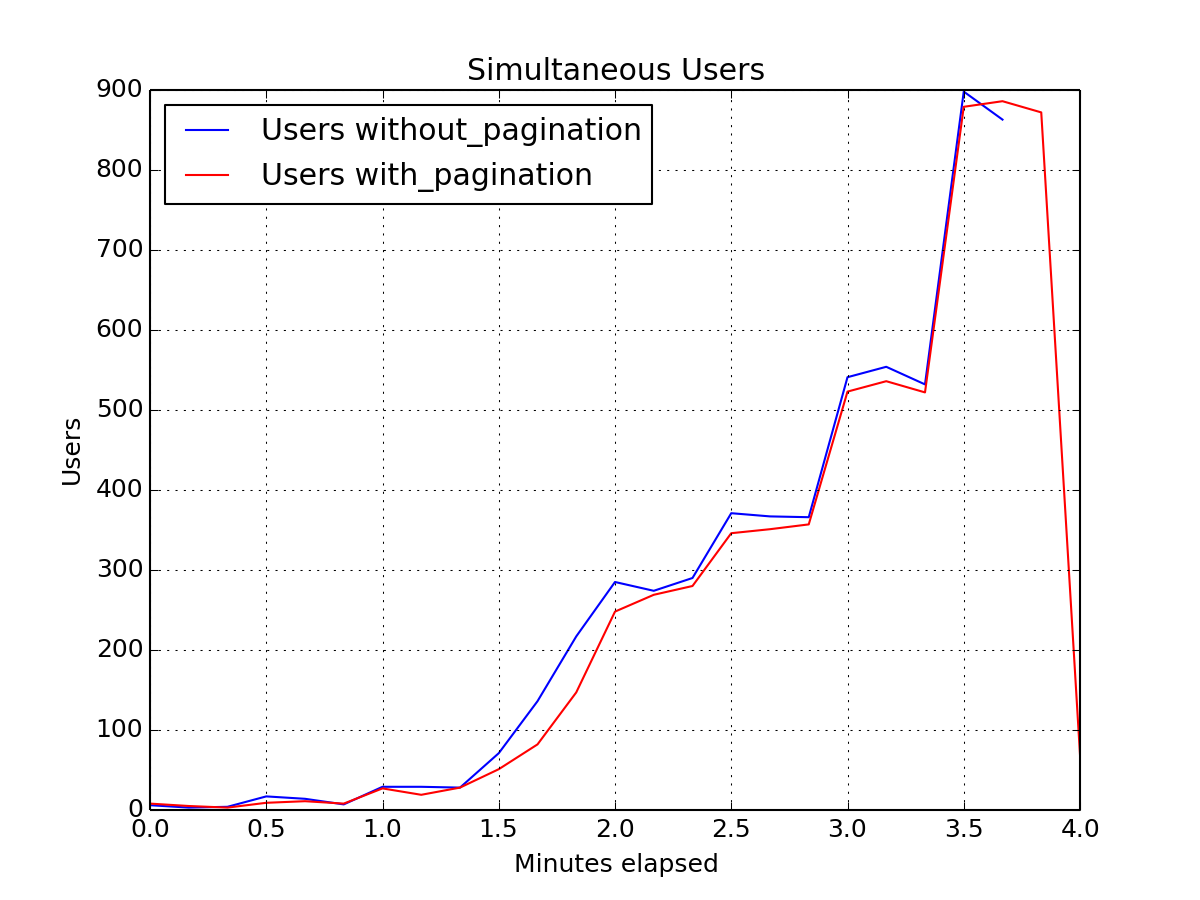 Simultaneous Users
900
800
700
600
500
400
300
200
100
0
Users without_pagination
Users with_pagination
Users
0.0 0.5 1.0 1.5 2.0 2.5 3.0 3.5 4.0
Minutes elapsed